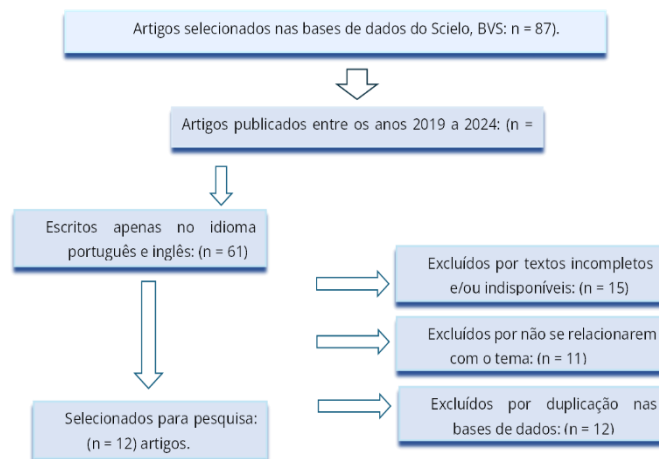 Artigos selecionados nas bases de dados do Scielo, BVS: n = 87).
Artigos publicados entre os anos 2019 a 2024: (n =
Escritos apenas no idioma
português e inglês: (n = 61)
Excluídos por textos incompletos
e/ou indisponíveis: (n = 15)
Excluídos por não se relacionarem
com o tema: (n = 11)
Excluídos por duplicação nas
bases de dados: (n = 12)
Selecionados para pesquisa:
(n = 12) artigos.